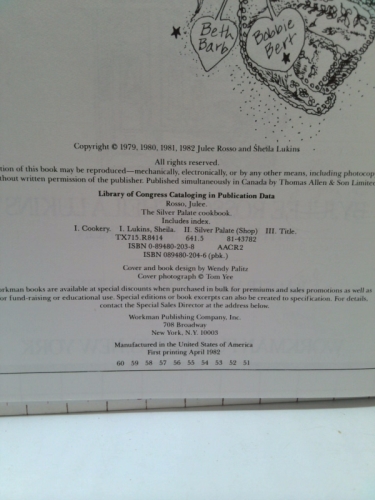 Beth
Barb
Bobbie
Bert
Copyright © 1979, 1980, 1981, 1982 Julee Rosso and Sheila Lukins
All rights reserved.
tion of this book may be reproduced—mechanically, electronically, or by any other means, including photocop
thout written permission of the publisher. Published simultaneously in Canada by Thomas Allen & Son Limite
Library of Congress Cataloging in Publication Data
Rosso, Julee.
The Silver Palate cookbook.
Includes index.
1. Cookery. I. Lukins, Sheila. II. Silver Palate (Shop) III. Title.
TX715.R8414 641.5 81-43782
ISBN 0-89480-203-8 AACR2
ISBN 089480-204-6 (pbk.)
Cover and book design by Wendy Palitz
Cover photograph © Tom Yee
orkman books are available at special discounts when purchased in bulk for premiums and sales promotions as well as
or fund-raising or educational use. Special editions or book excerpts can also be created to specification. For details,
contact the Special Sales Director at the address below.
Workman Publishing Company, Inc.
708 Broadway
New York, N.Y. 10003
Manufactured in the United States of America
First printing April 1982
60 59 58 57 56 55 54 53 52 51